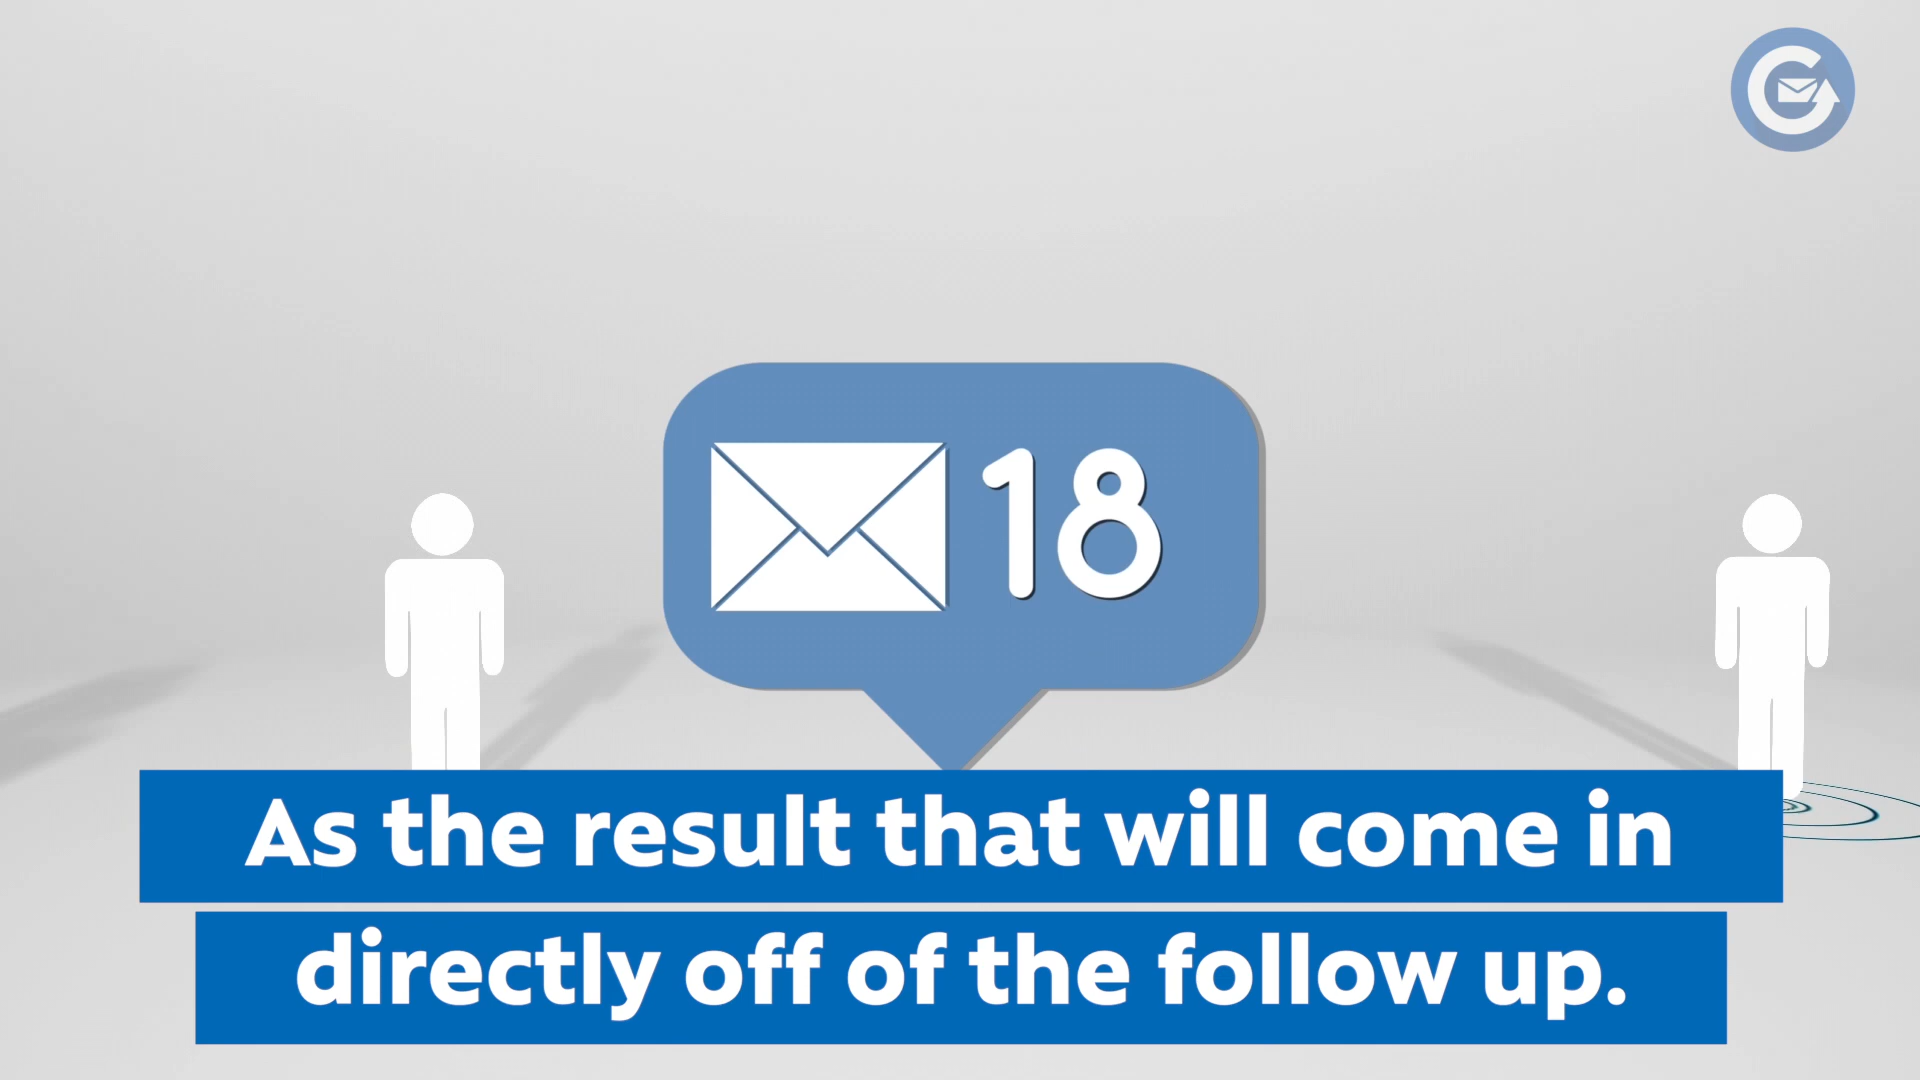 18
As the result that will come in
directly off of the follow up.